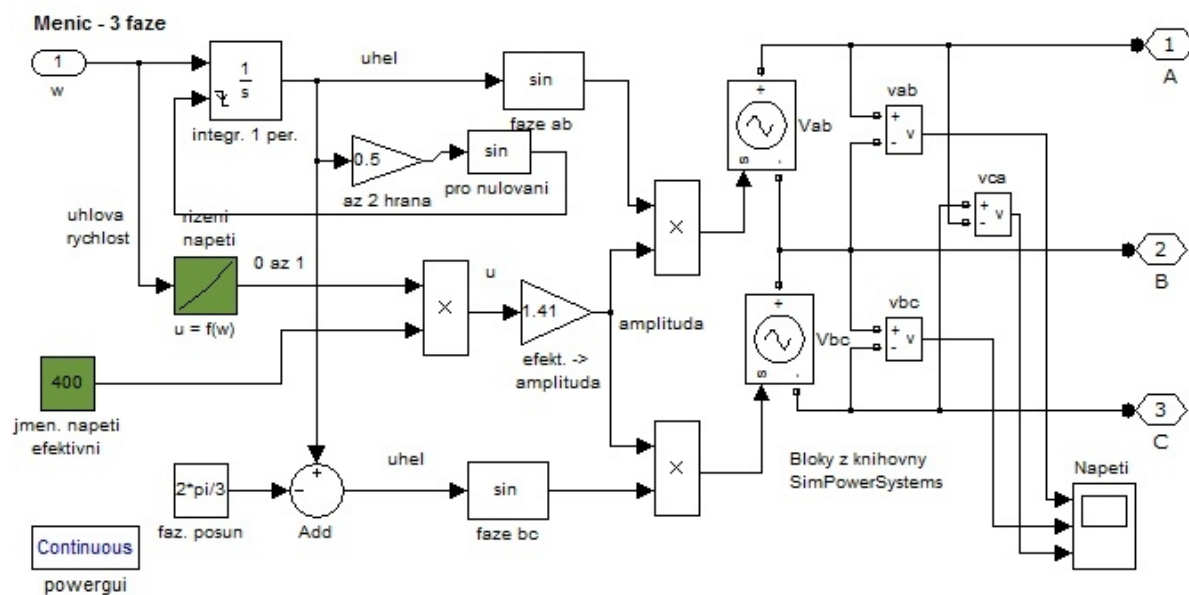 Menic - 3 faze
1
w
1
s
integr. 1 per.
uhel
sin
faze ab
0.5
az 2 hrana
sin
pro nulovani
uhlova
rychlost
rizeni
napeti
0 az 1
u = f(w)
×
u
1.41
efekt. ->
amplituda
amplituda
×
400
jmen. napeti
efektivni
2*pi/3
faz. posun
+
-
Add
uhel
sin
faze bc
×
Continuous
powergui
+
s
-
Vab
+
s
-
Vbc
vab
+
-
v
vca
+
-
v
vbc
+
-
v
1
A
2
B
3
C
Bloky z knihovny
SimPowerSystems
Napeti